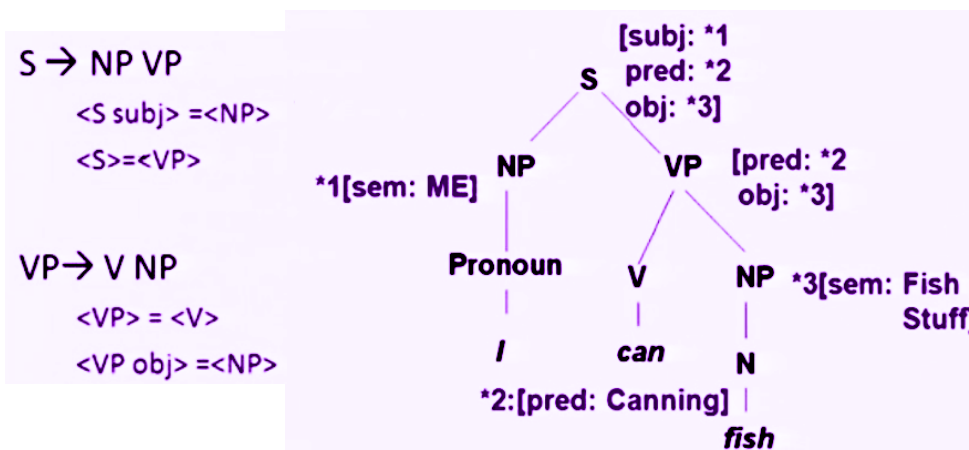 S → NP VP
<S subj> =<NP>
<S>=<VP>
VP→ V NP
<VP> = <V>
<VP obj> =<NP>
[subj: *1
pred: *2
obj: *3]
S
NP
VP
[pred: *2
obj: *3]
*1[sem: ME]
Pronoun
V
NP
*3[sem: Fish
Stuff]
I
can
N
*2:[pred: Canning]
fish